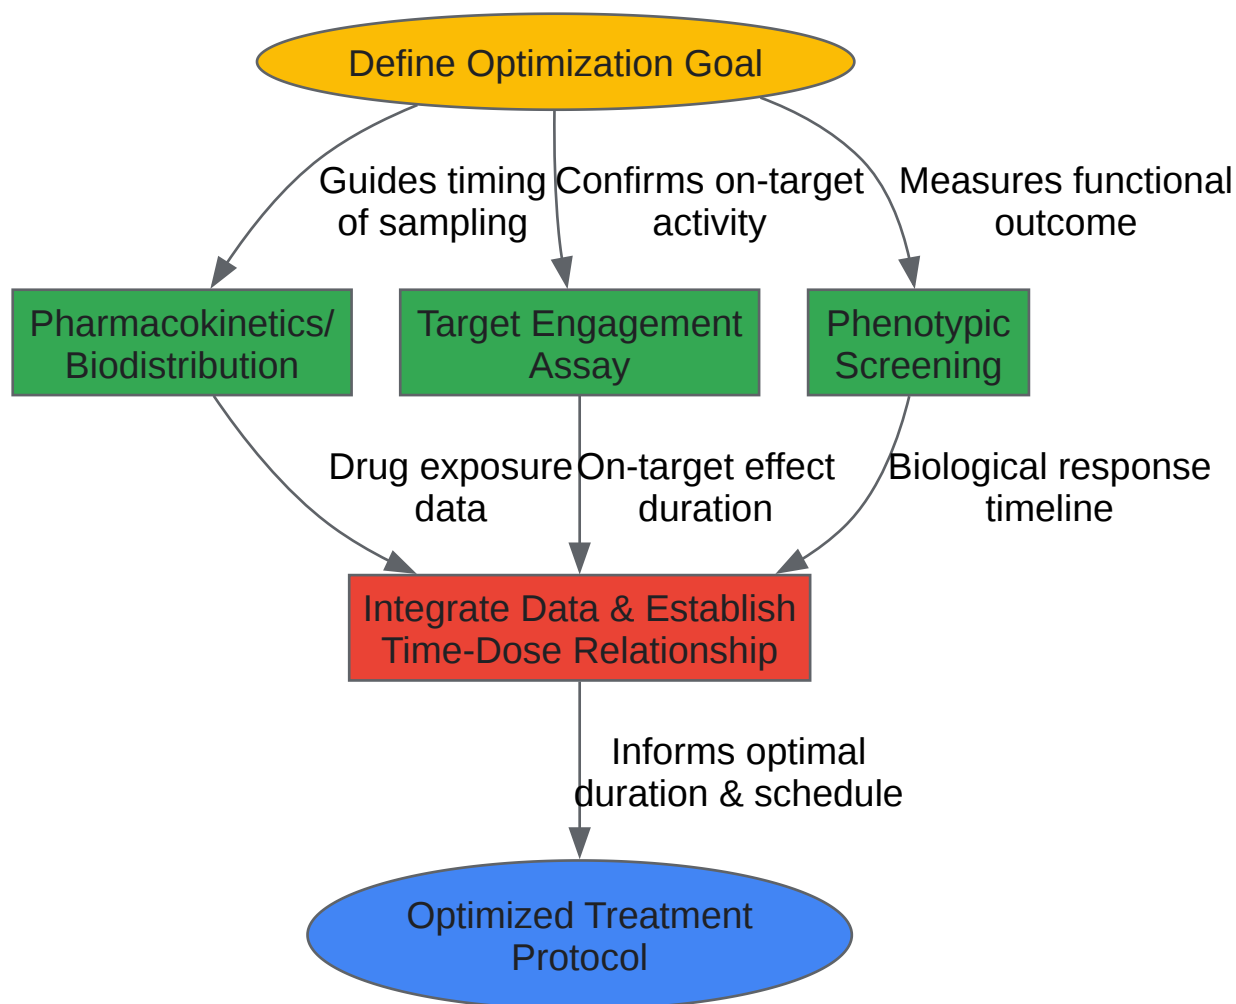 Define Optimization Goal
Guides timing
of sampling
Confirms on-target
activity
Measures functional
outcome
Pharmacokinetics/
Biodistribution
Target Engagement
Assay
Phenotypic
Screening
Drug exposure
data
On-target effect
duration
Biological response
timeline
Integrate Data & Establish
Time-Dose Relationship
Informs optimal
duration & schedule
Optimized Treatment
Protocol